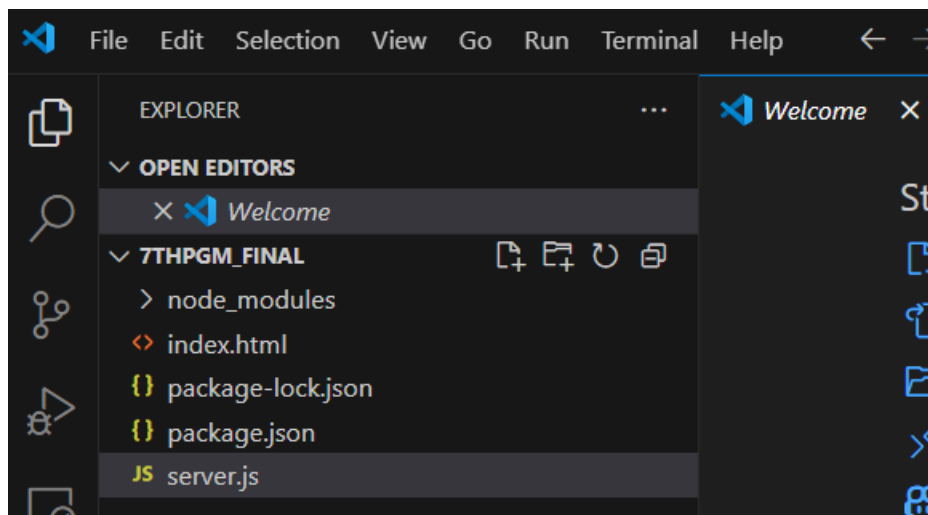 File Edit Selection View Go Run Terminal Help
EXPLORER
Welcome
OPEN EDITORS
Welcome
7THPGM_FINAL
node_modules
index.html
{} package-lock.json
{} package.json
JS server.js